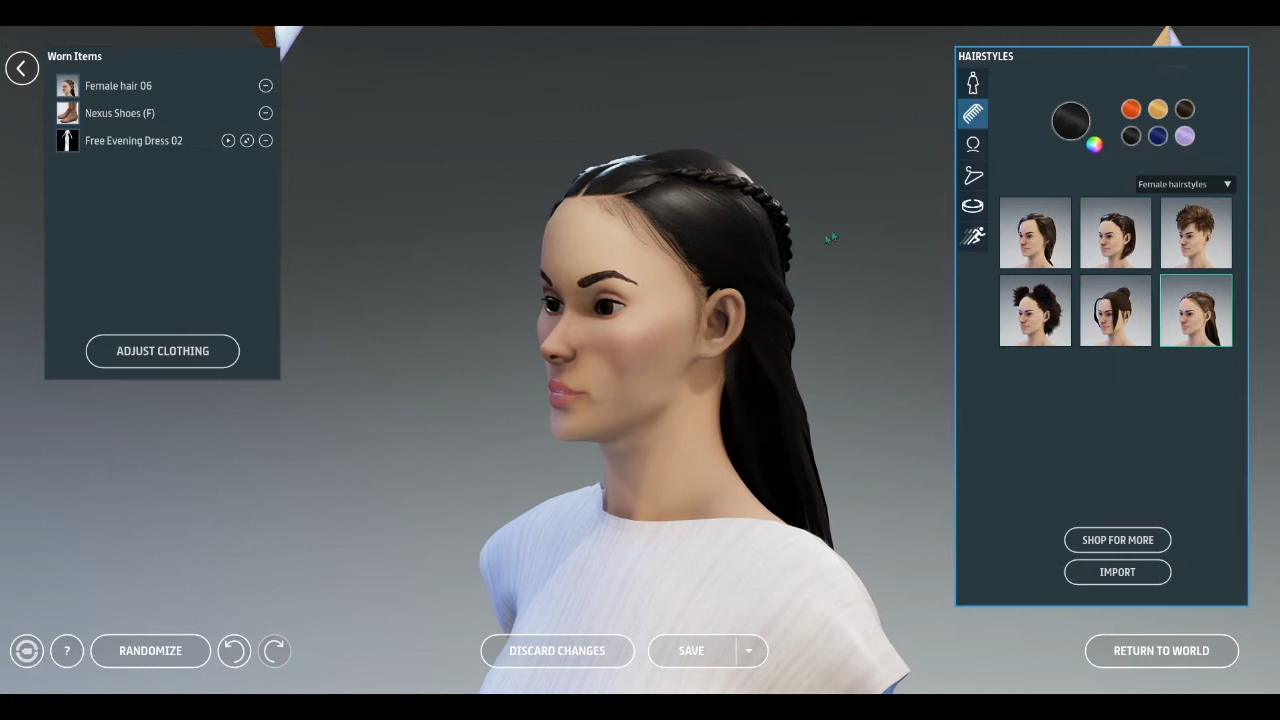 Worn Items
Female hair 06
Nexus Shoes (F)
Free Evening Dress 02
ADJUST CLOTHING
HAIRSTYLES
Female hairstyles
SHOP FOR MORE
IMPORT
?
RANDOMIZE
DISCARD CHANGES
SAVE
RETURN TO WORLD